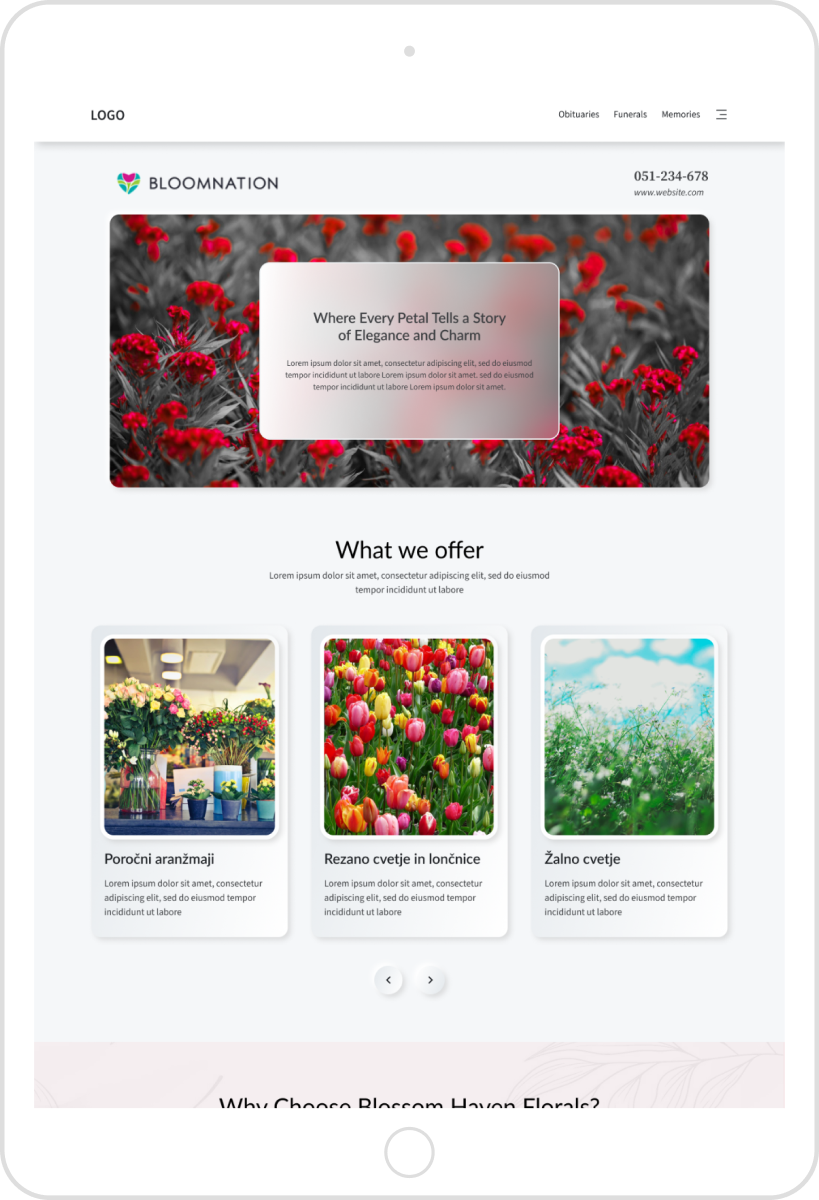 LOGO
Obituaries Funerals Memories
BLOOMNATION
051-234-678
www.website.com
Where Every Petal Tells a Story
of Elegance and Charm
Lorem ipsum dolor sit amet, consectetur adipiscing elit, sed do eiusmod
tempor incididunt ut labore Lorem ipsum dolor sit amet. sed do eiusmod
tempor incididunt ut labore Lorem ipsum dolor sit amet.
What we offer
Lorem ipsum dolor sit amet, consectetur adipiscing elit, sed do eiusmod
tempor incididunt ut labore
Poročni aranžmaji
Lorem ipsum dolor sit amet, consectetur
adipiscing elit, sed do eiusmod tempor
incididunt ut labore
Rezano cvetje in lončnice
Lorem ipsum dolor sit amet, consectetur
adipiscing elit, sed do eiusmod tempor
incididunt ut labore
Žalno cvetje
Lorem ipsum dolor sit amet, consectetur
adipiscing elit, sed do eiusmod tempor
incididunt ut labore
Why Choose Blossom Haven Florals?